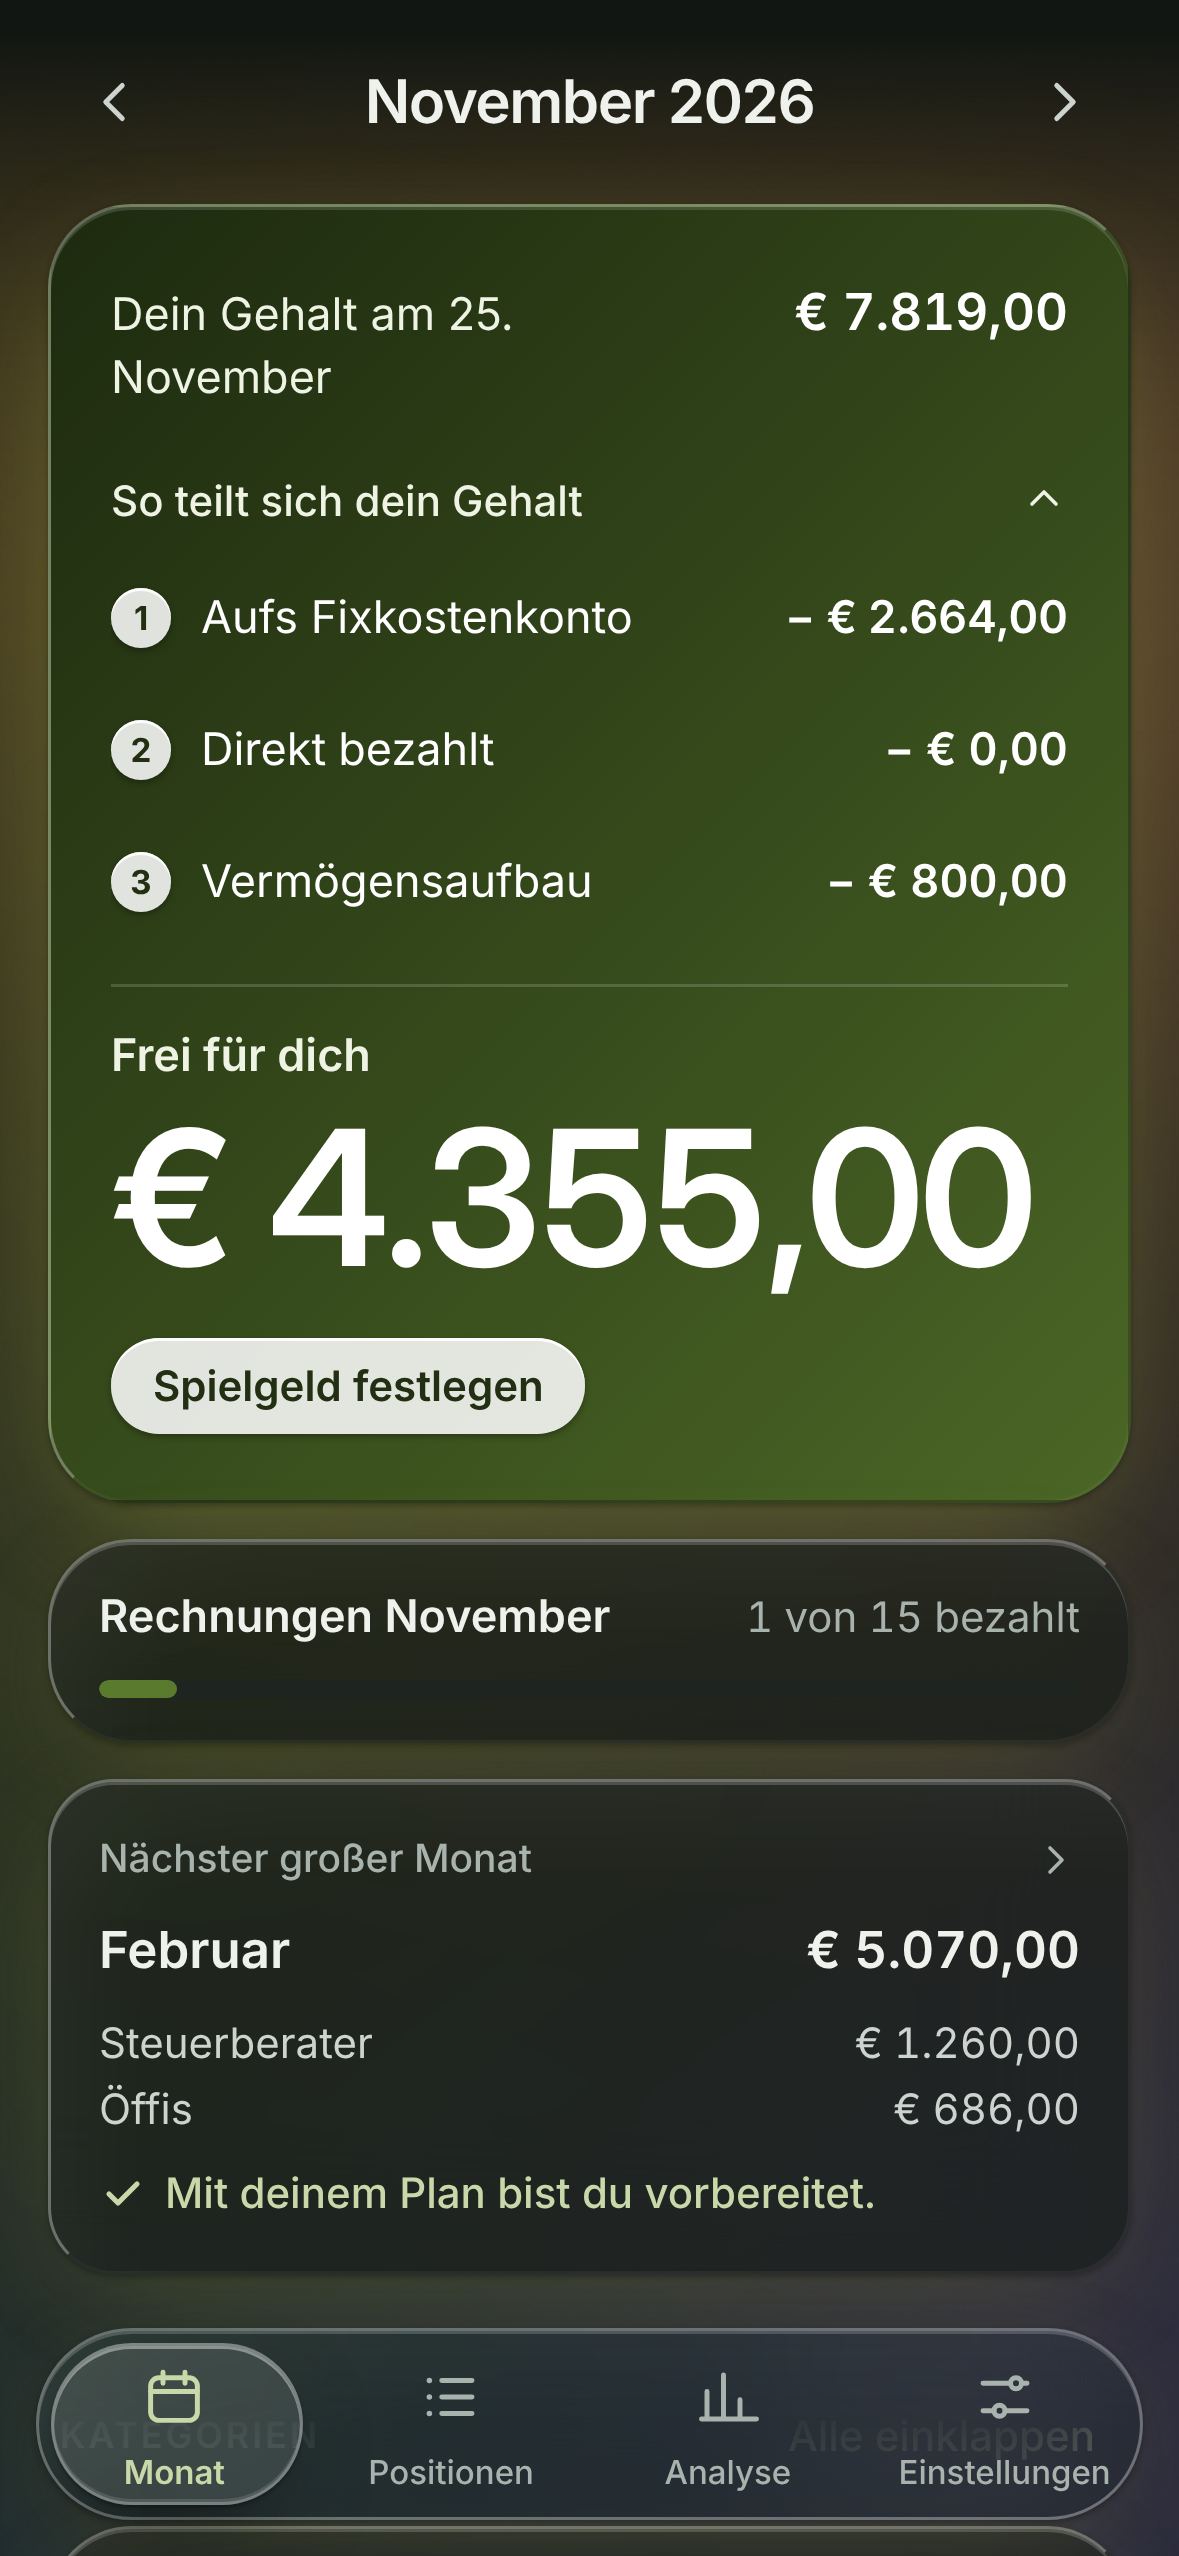 November 2026
Dein Gehalt am 25. November
€ 7.819,00
So teilt sich dein Gehalt
1 Aufs Fixkostenkonto – € 2.664,00
2 Direkt bezahlt – € 0,00
3 Vermögensaufbau – € 800,00
Frei für dich
€ 4.355,00
Spielgeld festlegen
Rechnungen November 1 von 15 bezahlt
Nächster großer Monat
Februar € 5.070,00
Steuerberater € 1.260,00
Öffis € 686,00
Mit deinem Plan bist du vorbereitet.
KATEGORIEN Alle einklappen
Monat Positionen Analyse Einstellungen